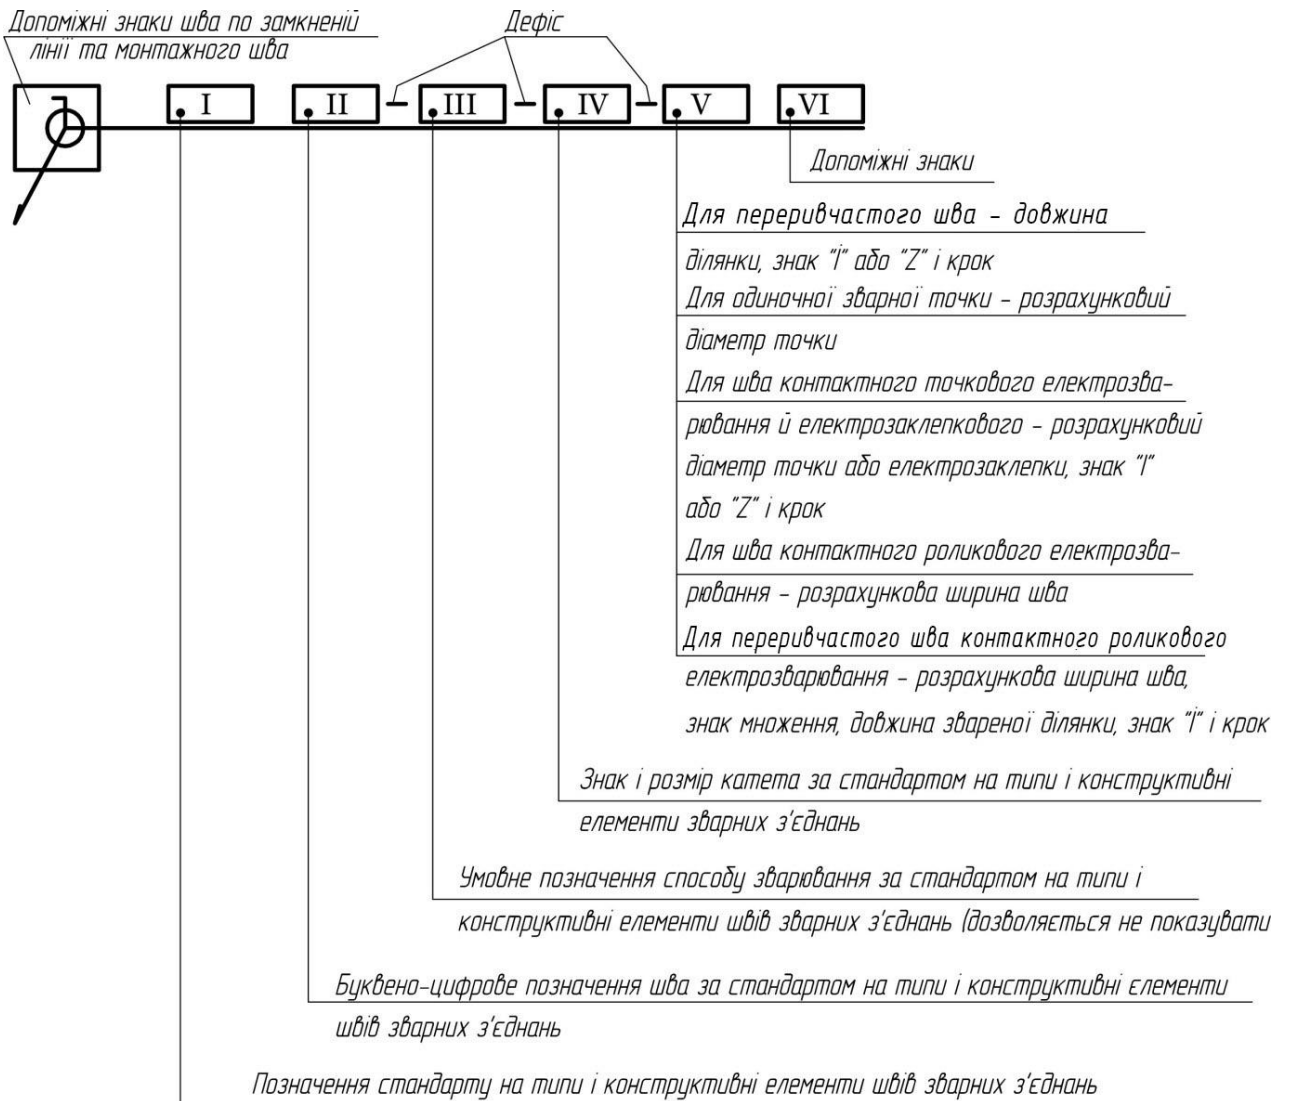 Допоміжні знаки шва по замкненій
лінії та монтажного шва
Дефіс
I II – III – IV – V VI
Допоміжні знаки
Для переривчастого шва – довжина
ділянки, знак "/" або "Z" і крок
Для одиночної зварної точки – розрахунковий
діаметр точки
Для шва контактного точкового електрозва-
рювання й електрозаклепкового – розрахунковий
діаметр точки або електрозаклепки, знак "/"
або "Z" і крок
Для шва контактного роликового електрозва-
рювання – розрахункова ширина шва
Для переривчастого шва контактного роликового
електрозварювання – розрахункова ширина шва,
знак множення, довжина звареної ділянки, знак "/" і крок
Знак і розмір катета за стандартом на типи і конструктивні
елементи зварних з'єднань
Умовне позначення способу зварювання за стандартом на типи і
конструктивні елементи швів зварних з'єднань (дозволяється не показувати
Буквено-цифрове позначення шва за стандартом на типи і конструктивні елементи
швів зварних з'єднань
Позначення стандарту на типи і конструктивні елементи швів зварних з'єднань